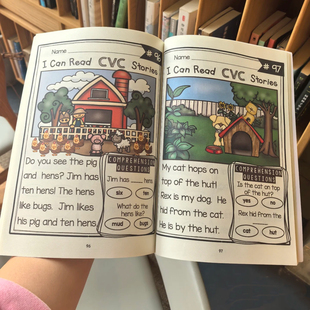 Name
# 96
I Can Read CVC Stories
Do you see the pig
and hens? Jim has
ten hens! The hens
like bugs. Jim likes
his pig and ten hens.
COMPREHENSION
QUESTIONS
Jim has ___ hens.
six
ten
What do the
hens like?
mud
bugs
96
Name
# 97
I Can Read CVC Stories
My cat hops on
top of the hut!
Rex is my dog. He
hid from the cat.
He is by the hut.
COMPREHENSION
QUESTIONS
Is the cat on top
of the hut?
yes
no
Rex hid from the
cat
hut
97